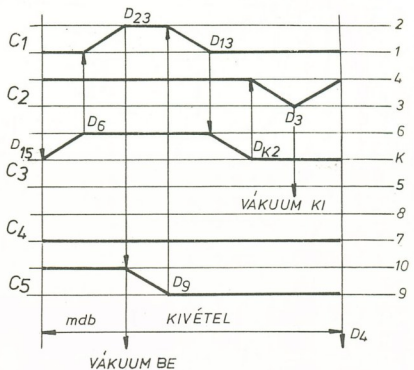 D23
2
C1
D13
1
4
C2
3
D3
D6
6
D15
DK2
K
C3
5
VÁKUUM KI
8
C4
7
10
C5
D9
9
mdb KIVÉTEL
D4
VÁKUUM BE